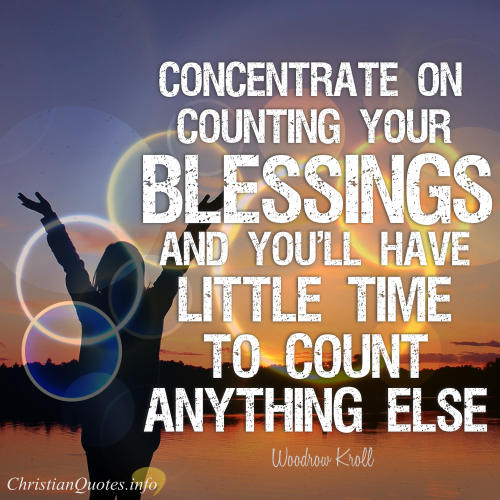 CONCENTRATE ON
COUNTING YOUR
BLESSINGS
AND YOU'LL HAVE
LITTLE TIME
TO COUNT
ANYTHING ELSE
Woodrow Kroll
ChristianQuotes.info